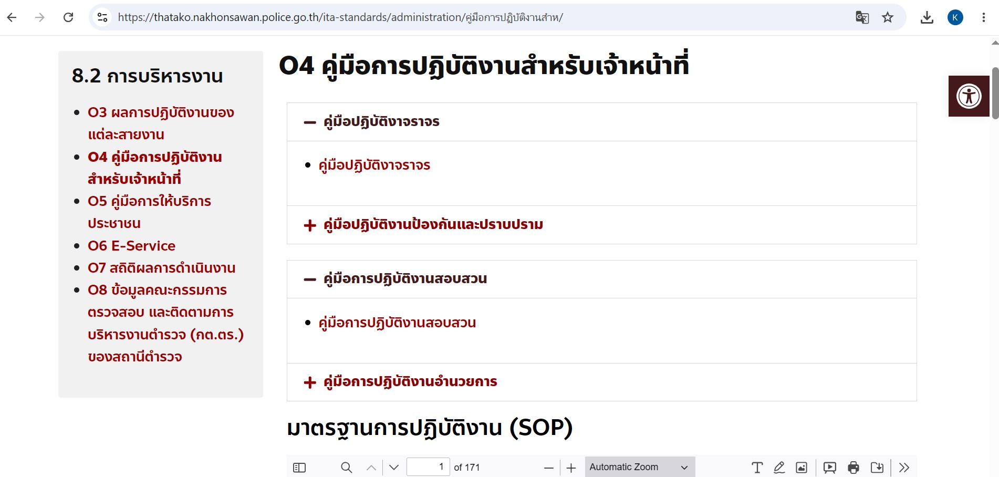 https://thatako.nakhonsawan.police.go.th/ita-standards/administration/คู่มือการปฏิบัติงานสำห/
K
8.2 การบริหารงาน
O3 ผลการปฏิบัติงานของ
แต่ละสายงาน
O4 คู่มือการปฏิบัติงาน
สำหรับเจ้าหน้าที่
O5 คู่มือการให้บริการ
ประชาชน
O6 E-Service
O7 สถิติผลการดำเนินงาน
O8 ข้อมูลคณะกรรมการ
ตรวจสอบ และติดตามการ
บริหารงานตำรวจ (กต.ตร.)
ของสถานีตำรวจ
O4 คู่มือการปฏิบัติงานสำหรับเจ้าหน้าที่
คู่มือปฏิบัติงาจราจร
คู่มือปฏิบัติงาจราจร
คู่มือปฏิบัติงานป้องกันและปราบปราม
คู่มือการปฏิบัติงานสอบสวน
คู่มือการปฏิบัติงานสอบสวน
คู่มือการปฏิบัติงานอำนวยการ
มาตรฐานการปฏิบัติงาน (SOP)
1 of 171
Automatic Zoom